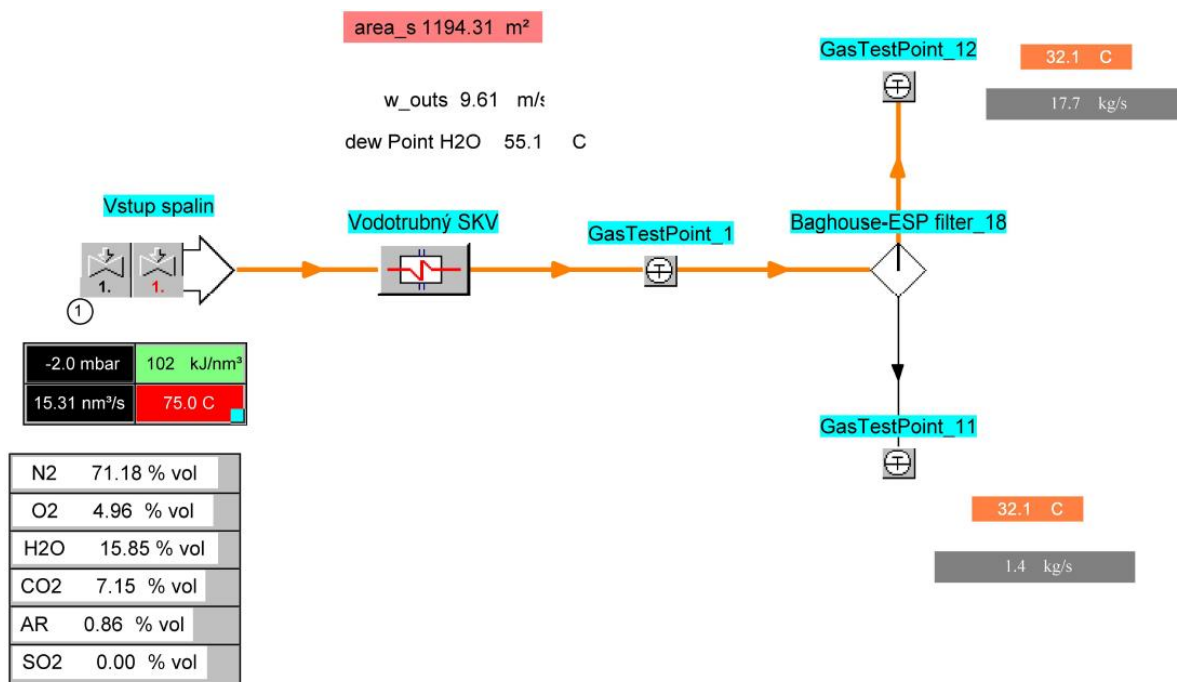 area_s 1194.31 m²
GasTestPoint_12
32.1 C
w_outs 9.61 m/s
17.7 kg/s
dew Point H2O 55.1 C
Vstup spalin
Vodotrubný SKV
GasTestPoint_1
Baghouse-ESP filter_18
T
T
1. 1.
1
-2.0 mbar 102 kJ/nm³
15.31 nm³/s 75.0 C
GasTestPoint_11
T
N2 71.18 % vol
O2 4.96 % vol
H2O 15.85 % vol
CO2 7.15 % vol
AR 0.86 % vol
SO2 0.00 % vol
32.1 C
1.4 kg/s